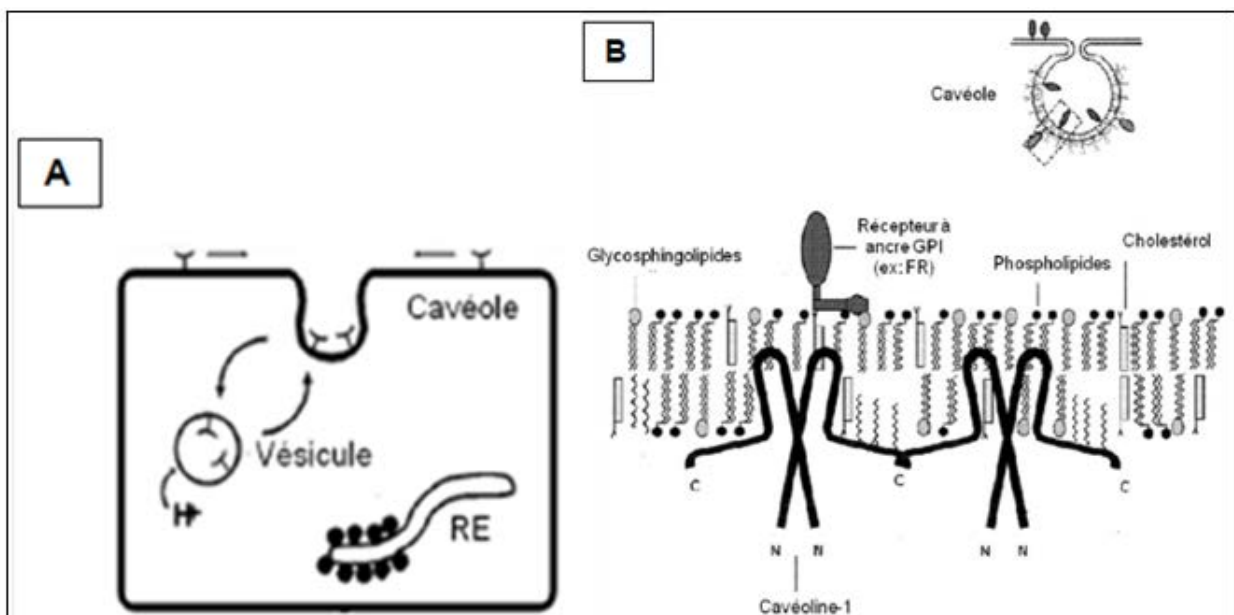 A
Cavéole
Vésicule
H+
RE
B
Cavéole
Récepteur à
ancre GPI
(ex: FR)
Glycosphingolipides
Phospholipides
Cholestérol
C
C
C
N
N
N
N
Cavéoline-1